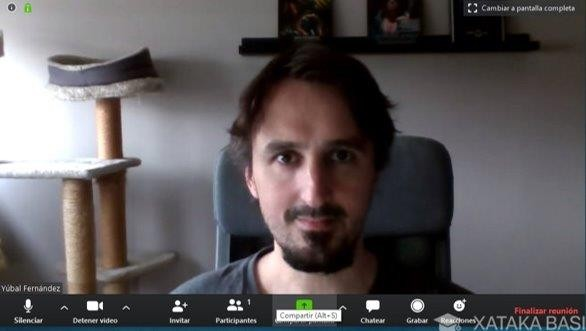 Cambiar a pantalla completa
Yúbal Fernández
Silenciar
Detener video
Invitar
1
Participantes
Compartir (Alt+S)
Chatear
Grabar
Reacciones
Finalizar reunión
XATAKA BASI